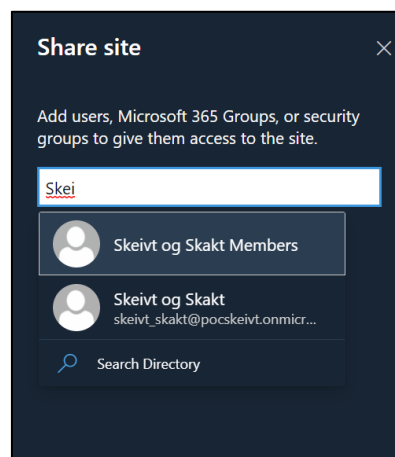 Share site
Add users, Microsoft 365 Groups, or security
groups to give them access to the site.
Skei
Skeivt og Skakt Members
Skeivt og Skakt
skeivt_skakt@pocskeivt.onmicr...
Search Directory